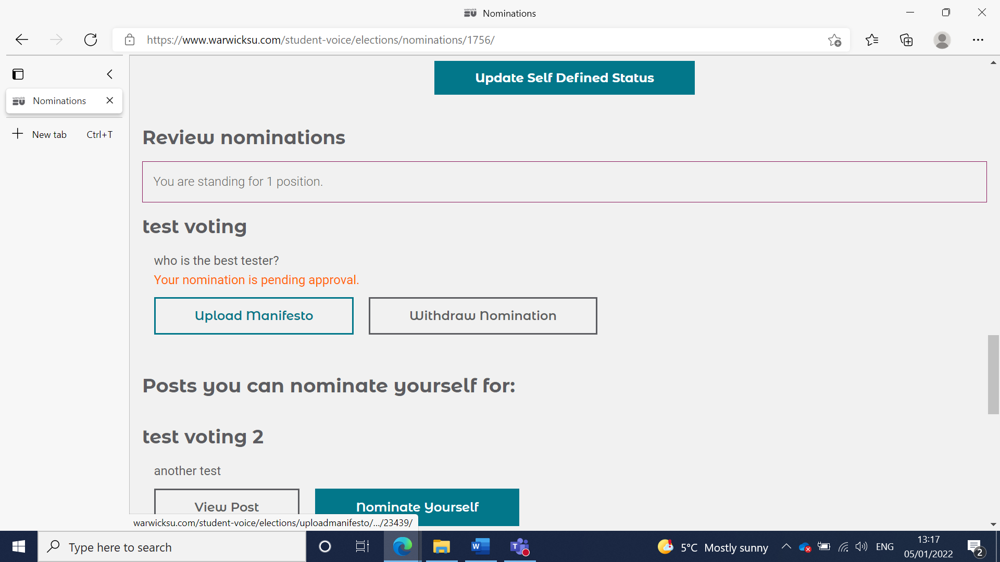 warwick
SU Nominations
https://www.warwicksu.com/student-voice/elections/nominations/1756/
warwick
SU Nominations
New tab Ctrl+T
Update Self Defined Status
Review nominations
You are standing for 1 position.
test voting
who is the best tester?
Your nomination is pending approval.
Upload Manifesto Withdraw Nomination
Posts you can nominate yourself for:
test voting 2
another test
View Post Nominate Yourself
warwicksu.com/student-voice/elections/uploadmanifesto/.../23439/
Type here to search
W
T
5°C Mostly sunny
ENG
13:17
05/01/2022
2